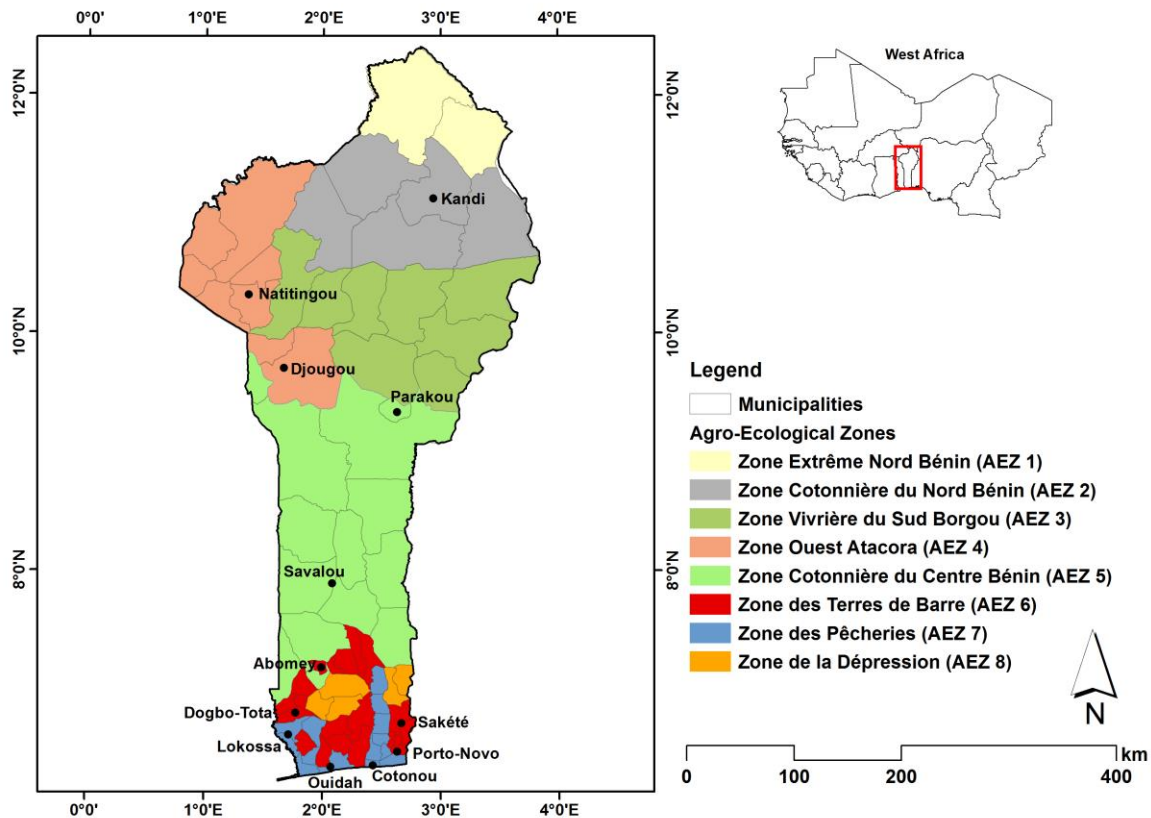 0°0' 1°0'E 2°0'E 3°0'E 4°0'E
12°0'N
10°0'N
8°0'N
Kandi
Natitingou
Djougou
Parakou
Savalou
Abomey
Dogbo-Tota
Sakété
Lokossa
Porto-Novo
Ouidah
Cotonou
0°0' 1°0'E 2°0'E 3°0'E 4°0'E
West Africa
12°0'N
10°0'N
8°0'N
Legend
Municipalities
Agro-Ecological Zones
Zone Extrême Nord Bénin (AEZ 1)
Zone Cotonnière du Nord Bénin (AEZ 2)
Zone Vivrière du Sud Borgou (AEZ 3)
Zone Ouest Atacora (AEZ 4)
Zone Cotonnière du Centre Bénin (AEZ 5)
Zone des Terres de Barre (AEZ 6)
Zone des Pêcheries (AEZ 7)
Zone de la Dépression (AEZ 8)
N
km
0 100 200 400